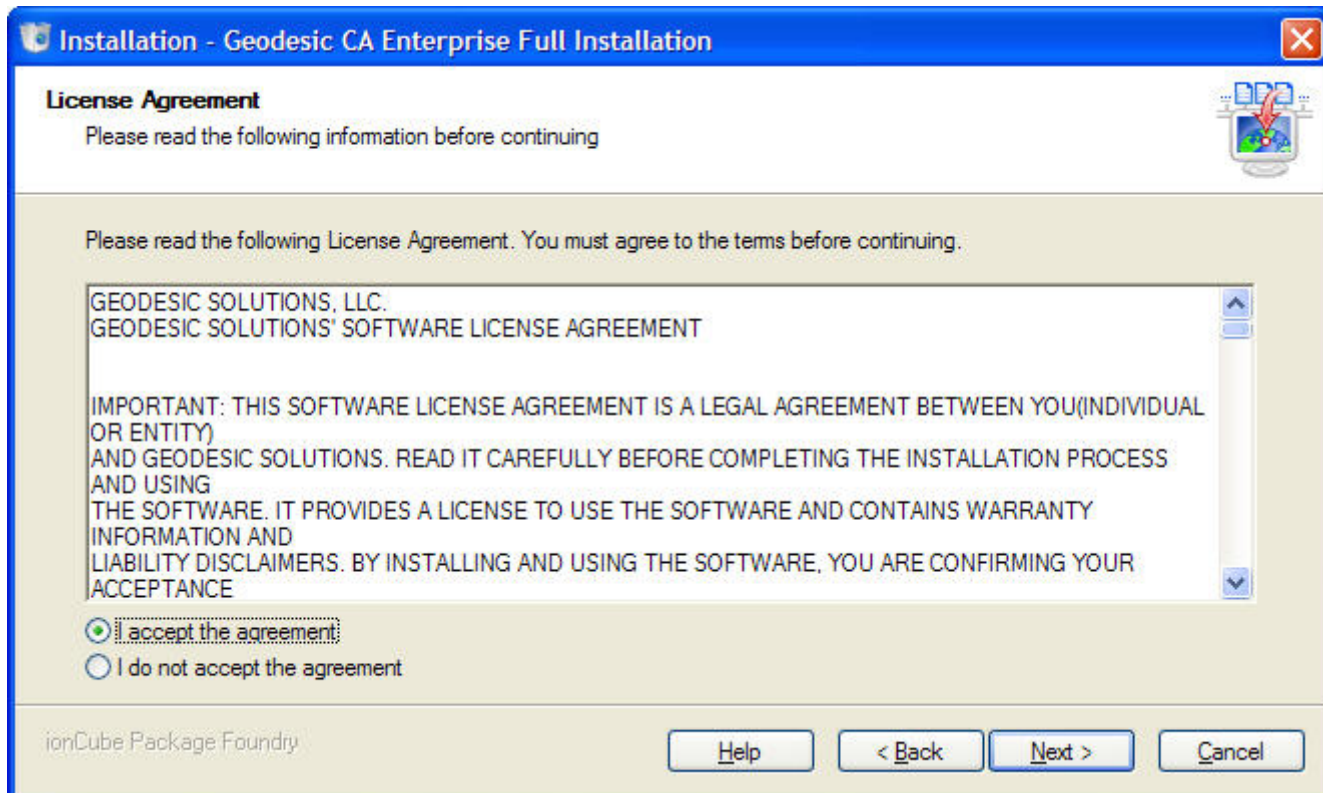 Installation - Geodesic CA Enterprise Full Installation
License Agreement
Please read the following information before continuing
Please read the following License Agreement. You must agree to the terms before continuing.
GEODESIC SOLUTIONS, LLC.
GEODESIC SOLUTIONS' SOFTWARE LICENSE AGREEMENT
IMPORTANT: THIS SOFTWARE LICENSE AGREEMENT IS A LEGAL AGREEMENT BETWEEN YOU(INDIVIDUAL
OR ENTITY)
AND GEODESIC SOLUTIONS. READ IT CAREFULLY BEFORE COMPLETING THE INSTALLATION PROCESS
AND USING
THE SOFTWARE. IT PROVIDES A LICENSE TO USE THE SOFTWARE AND CONTAINS WARRANTY
INFORMATION AND
LIABILITY DISCLAIMERS. BY INSTALLING AND USING THE SOFTWARE, YOU ARE CONFIRMING YOUR
ACCEPTANCE
I accept the agreement
I do not accept the agreement
ionCube Package Foundry
Help < Back Next > Cancel